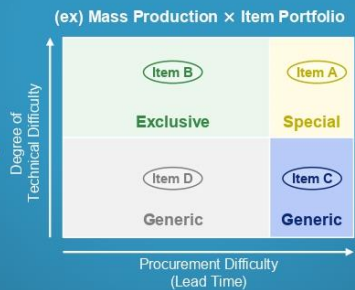 (ex) Mass Production × Item Portfolio
Degree of
Technical Difficulty
Item B
Exclusive
Item A
Special
Item D
Generic
Item C
Generic
Procurement Difficulty
(Lead Time)